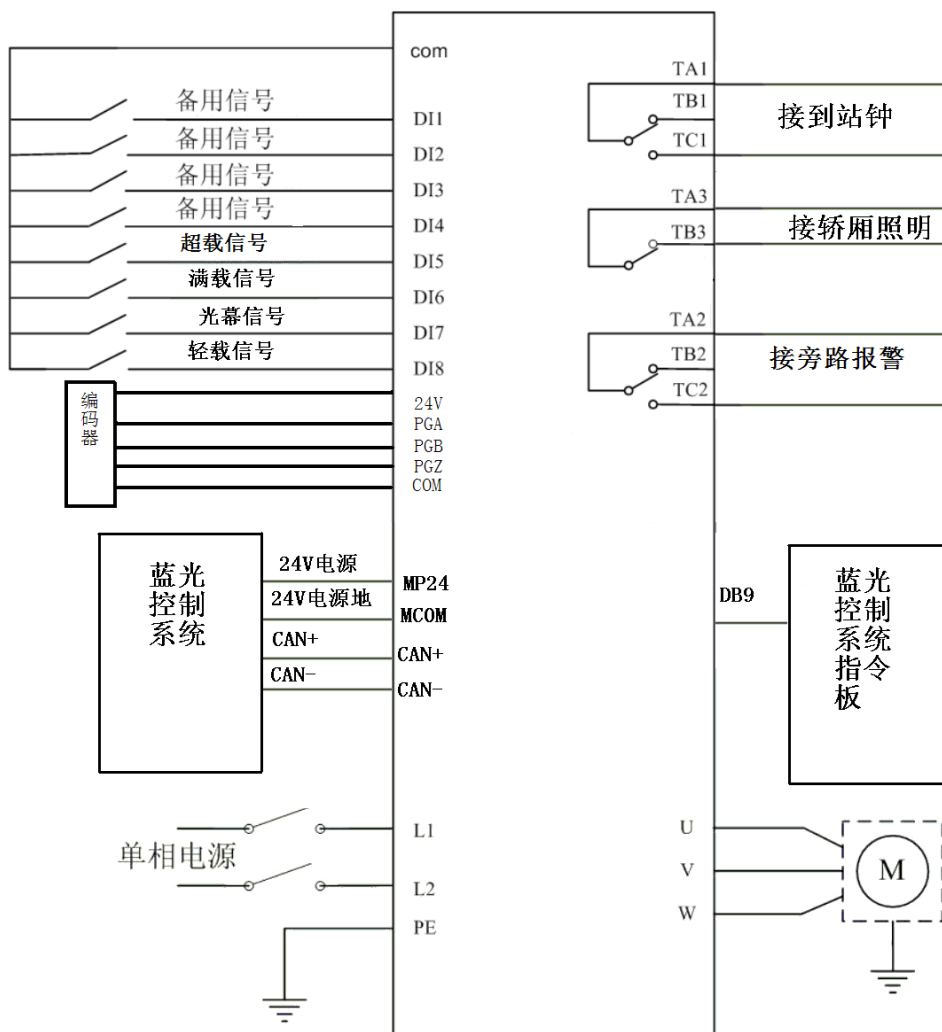 com
备用信号
DI1
备用信号
DI2
备用信号
DI3
备用信号
DI4
超载信号
DI5
满载信号
DI6
光幕信号
DI7
轻载信号
DI8
编码器
24V
PGA
PGB
PGZ
COM
蓝光
控制
系统
24V电源
MP24
24V电源地
MCOM
CAN+
CAN+
CAN-
CAN-
单相电源
L1
L2
PE
TA1
TB1
TC1
接到站钟
TA3
TB3
接轿厢照明
TA2
TB2
TC2
接旁路报警
DB9
蓝光
控制
系统
指令
板
U
V
W
M